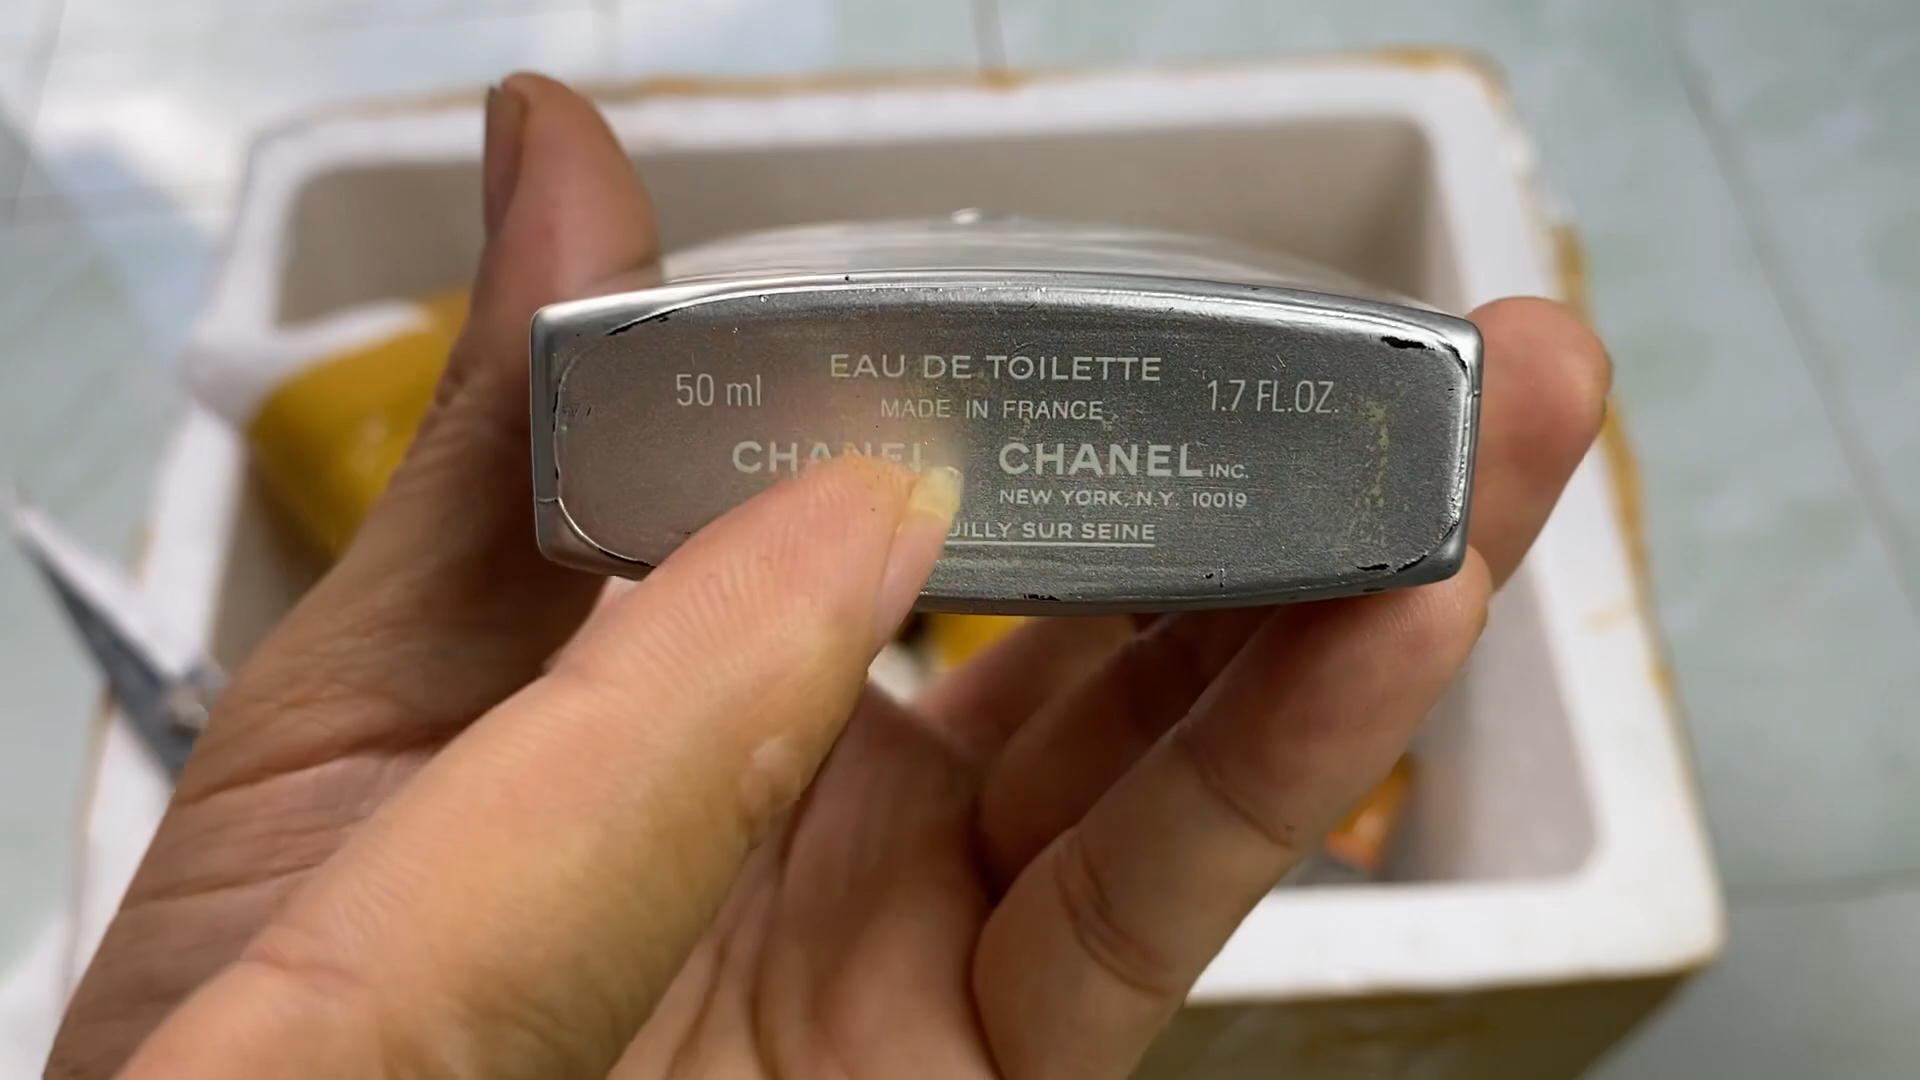 EAU DE TOILETTE
50 ml
1.7 FL.OZ.
MADE IN FRANCE
CHANEL CHANEL INC.
NEW YORK, N.Y. 10019
SUR SEINE